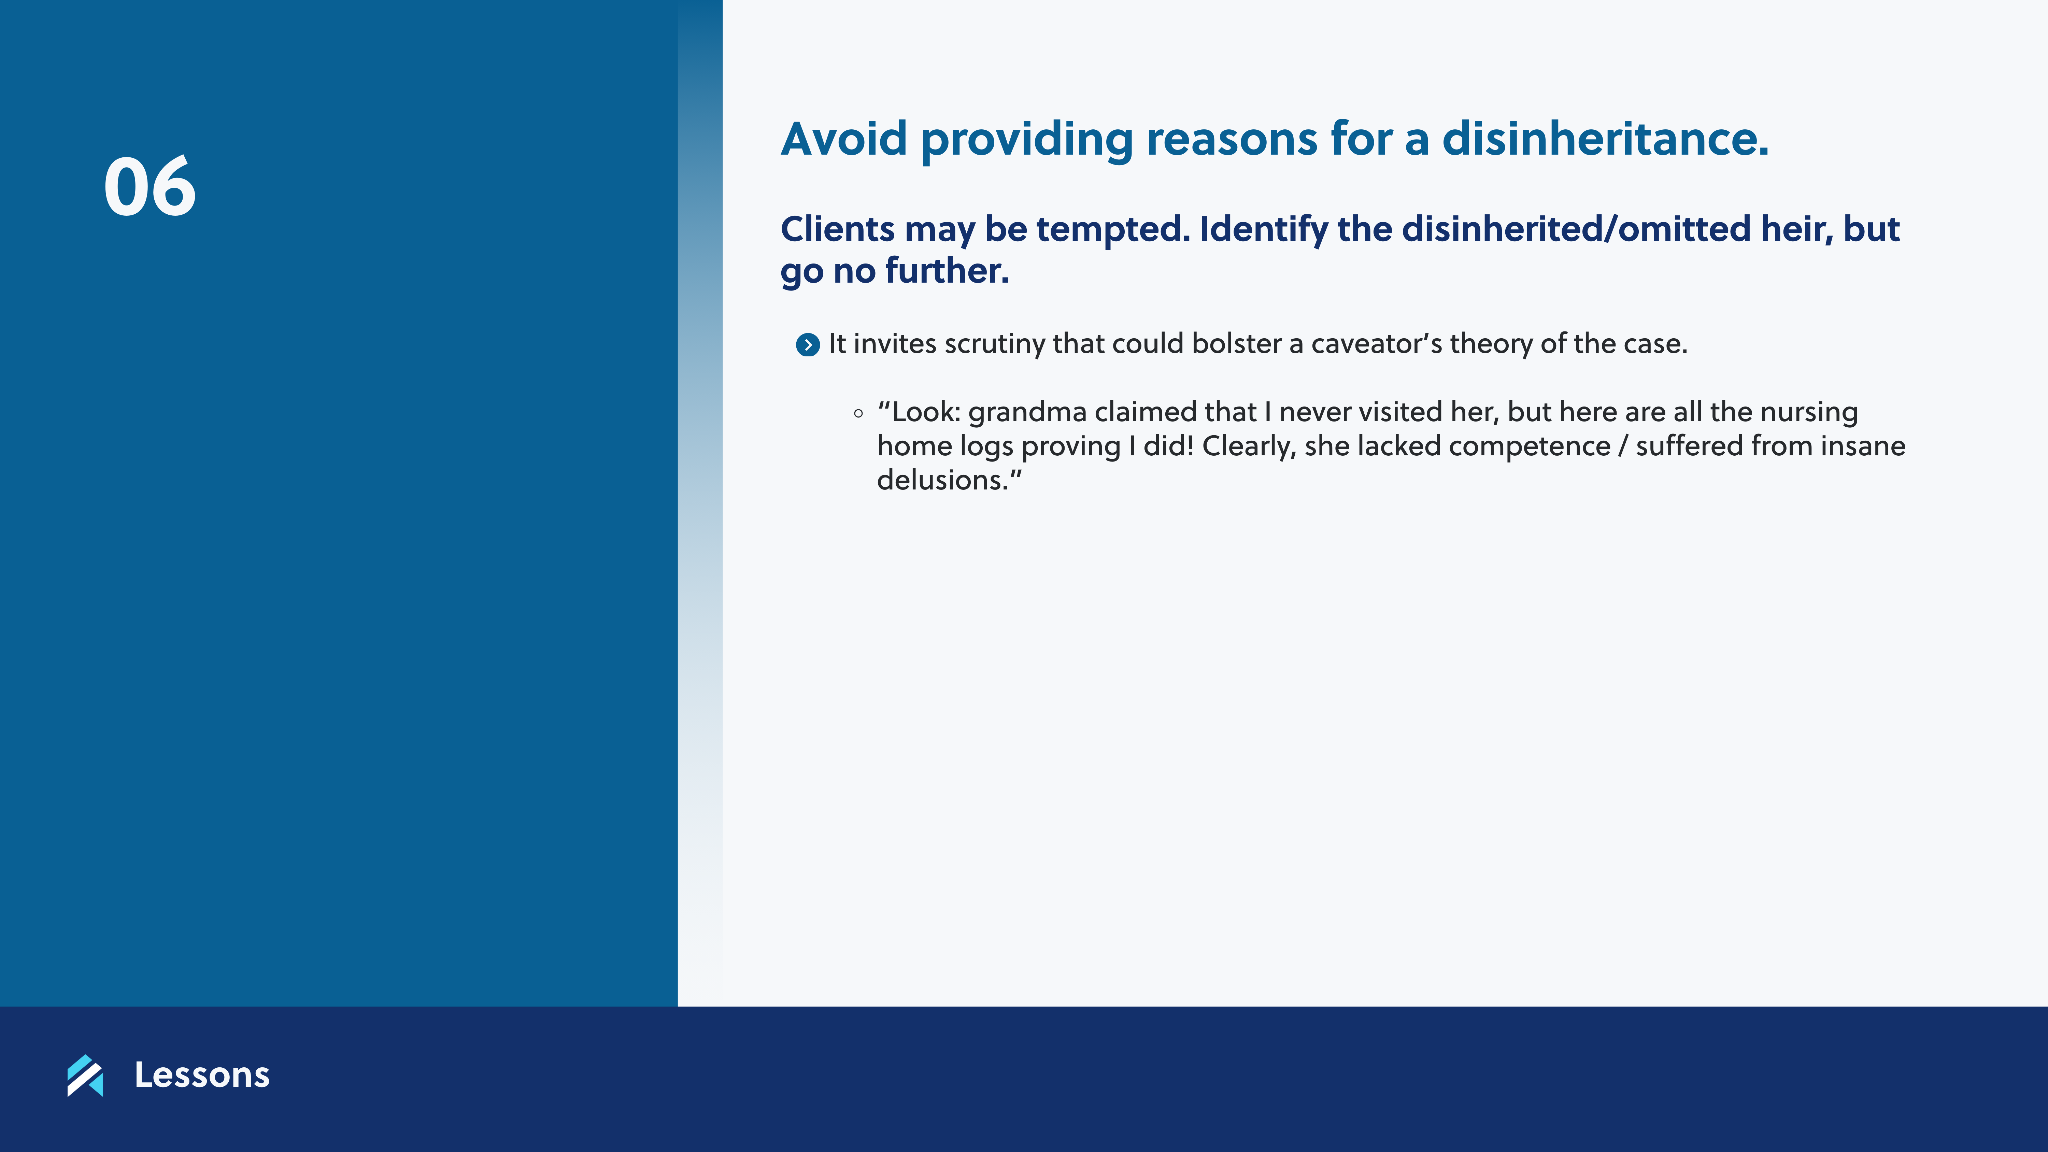 06
Avoid providing reasons for a disinheritance.
Clients may be tempted. Identify the disinherited/omitted heir, but
go no further.
It invites scrutiny that could bolster a caveator’s theory of the case.
“Look: grandma claimed that I never visited her, but here are all the nursing
home logs proving I did! Clearly, she lacked competence / suffered from insane
delusions.”
Lessons